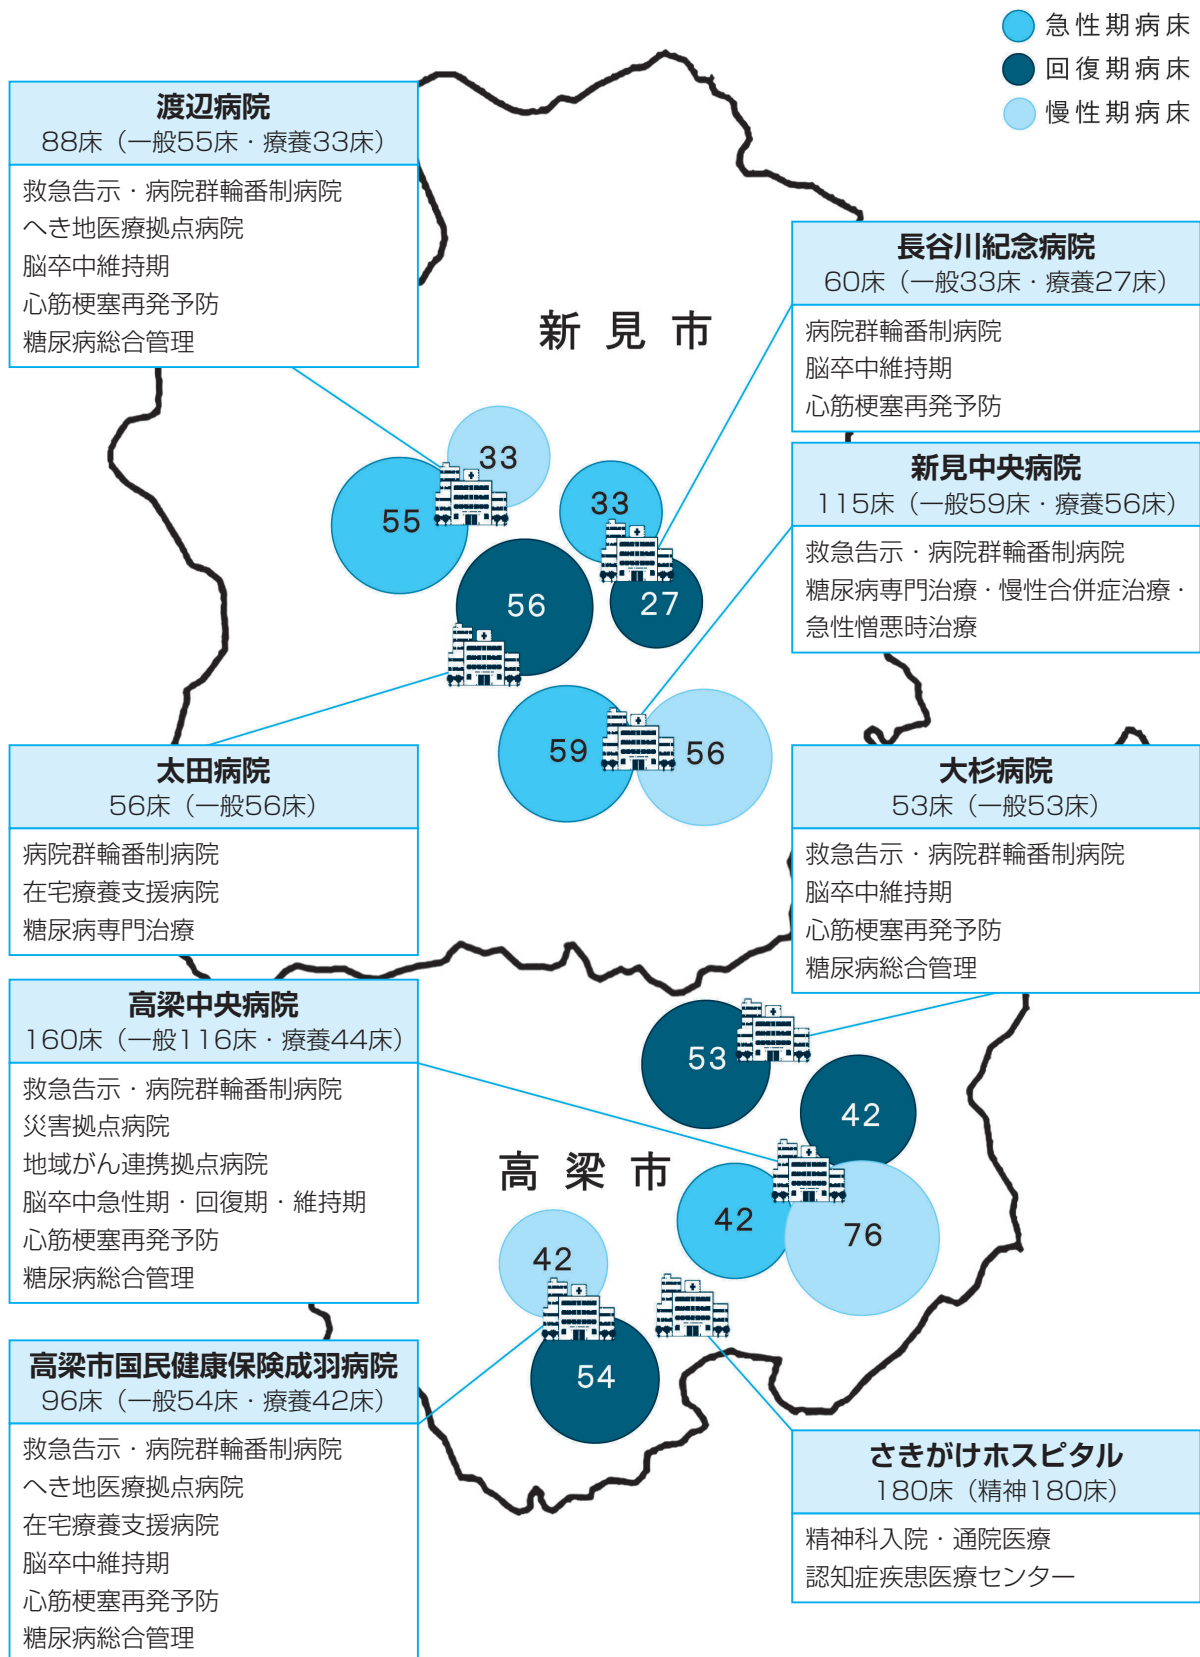 急性期病床
回復期病床
慢性期病床
渡辺病院
88床（一般55床・療養33床）
救急告示・病院群輪番制病院
へき地医療拠点病院
脳卒中維持期
心筋梗塞再発予防
糖尿病総合管理
長谷川紀念病院
60床（一般33床・療養27床）
病院群輪番制病院
脳卒中維持期
心筋梗塞再発予防
新見市
新見中央病院
115床（一般59床・療養56床）
救急告示・病院群輪番制病院
糖尿病専門治療・慢性合併症治療・
急性憎悪時治療
33
55
33
27
56
59
56
太田病院
56床（一般56床）
病院群輪番制病院
在宅療養支援病院
糖尿病専門治療
大杉病院
53床（一般53床）
救急告示・病院群輪番制病院
脳卒中維持期
心筋梗塞再発予防
糖尿病総合管理
高梁中央病院
160床（一般116床・療養44床）
救急告示・病院群輪番制病院
災害拠点病院
地域がん連携拠点病院
脳卒中急性期・回復期・維持期
心筋梗塞再発予防
糖尿病総合管理
53
42
高梁市
42
76
42
54
高梁市国民健康保険成羽病院
96床（一般54床・療養42床）
救急告示・病院群輪番制病院
へき地医療拠点病院
在宅療養支援病院
脳卒中維持期
心筋梗塞再発予防
糖尿病総合管理
さきがけホスピタル
180床（精神180床）
精神科入院・通院医療
認知症疾患医療センター